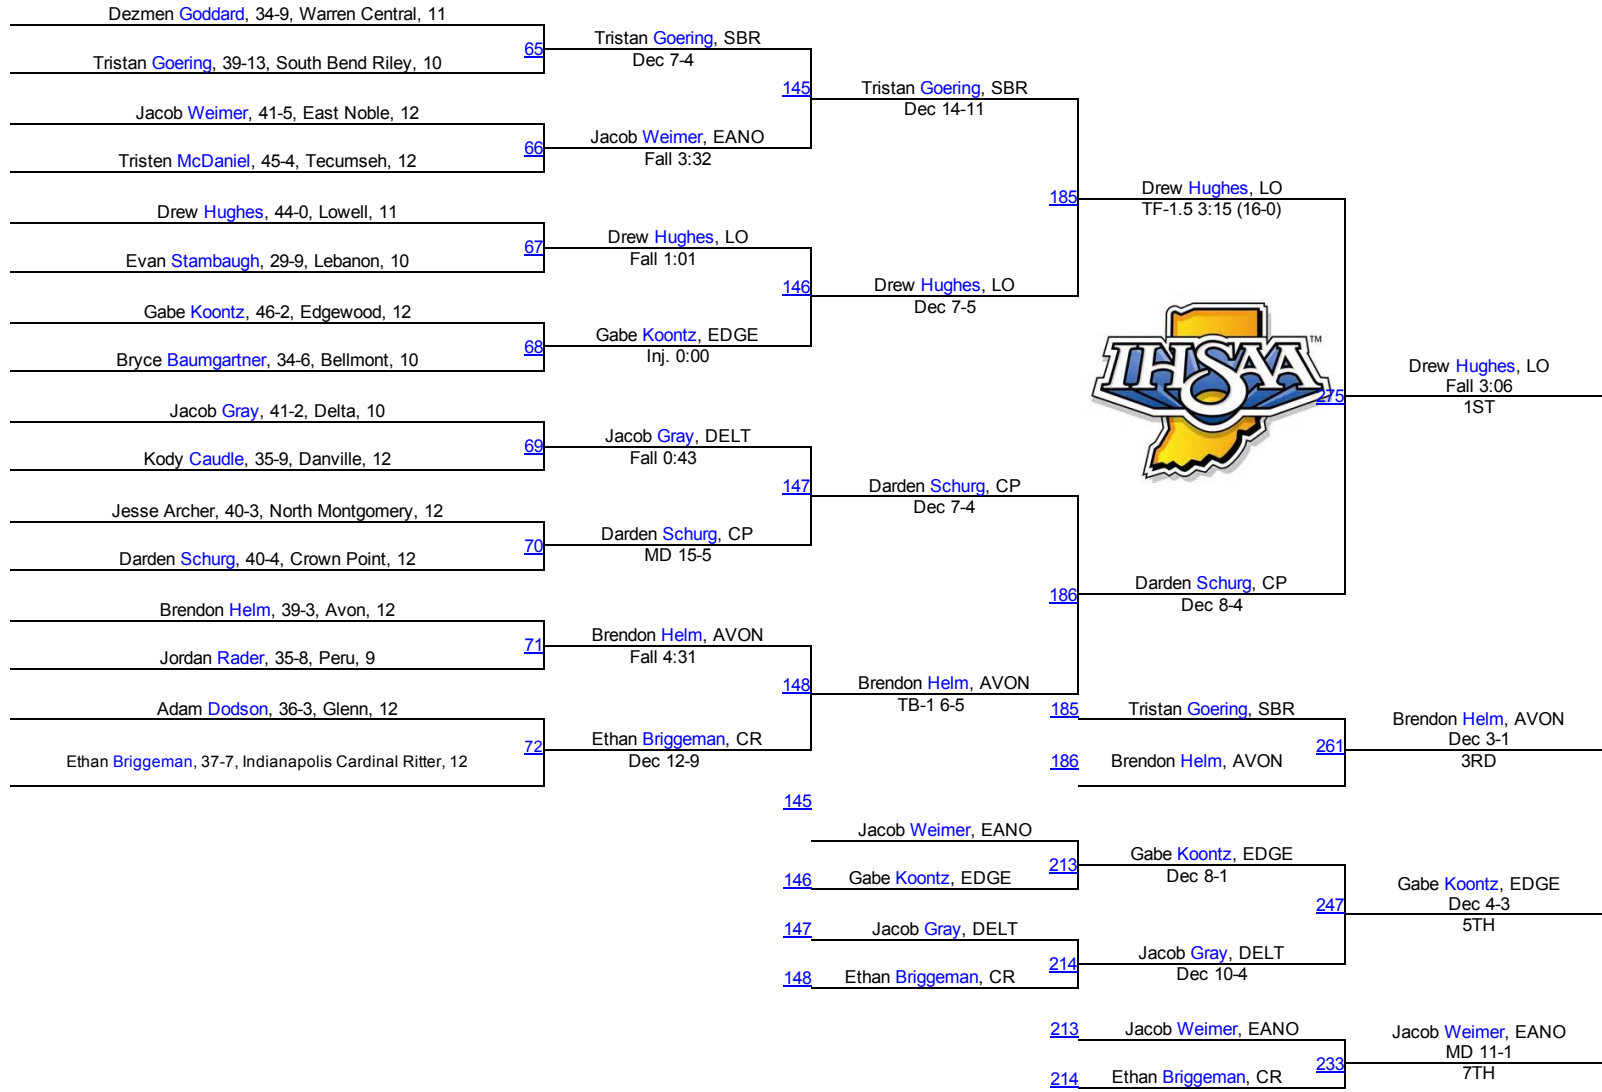 Dezmen Goddard, 34-9, Warren Central, 11
65
Tristan Goering, 39-13, South Bend Riley, 10
Jacob Weimer, 41-5, East Noble, 12
66
Tristen McDaniel, 45-4, Tecumseh, 12
Drew Hughes, 44-0, Lowell, 11
67
Evan Stambaugh, 29-9, Lebanon, 10
Gabe Koontz, 46-2, Edgewood, 12
68
Bryce Baumgartner, 34-6, Bellmont, 10
Jacob Gray, 41-2, Delta, 10
69
Kody Caudle, 35-9, Danville, 12
Jesse Archer, 40-3, North Montgomery, 12
70
Darden Schurg, 40-4, Crown Point, 12
Brendon Helm, 39-3, Avon, 12
71
Jordan Rader, 35-8, Peru, 9
Adam Dodson, 36-3, Glenn, 12
72
Ethan Briggeman, 37-7, Indianapolis Cardinal Ritter, 12
Tristan Goering, SBR
Dec 7-4
145
Jacob Weimer, EANO
Fall 3:32
Drew Hughes, LO
Fall 1:01
146
Gabe Koontz, EDGE
Inj. 0:00
Jacob Gray, DELT
Fall 0:43
147
Darden Schurg, CP
MD 15-5
Brendon Helm, AVON
Fall 4:31
148
Ethan Briggeman, CR
Dec 12-9
Tristan Goering, SBR
Dec 14-11
185
Drew Hughes, LO
Dec 7-5
Darden Schurg, CP
Dec 7-4
186
Brendon Helm, AVON
TB-1 6-5
Drew Hughes, LO
TF-1.5 3:15 (16-0)
IHSAA™
275
Darden Schurg, CP
Dec 8-4
Drew Hughes, LO
Fall 3:06
1ST
185
Tristan Goering, SBR
261
186
Brendon Helm, AVON
Brendon Helm, AVON
Dec 3-1
3RD
145
Jacob Weimer, EANO
213
146
Gabe Koontz, EDGE
147
Jacob Gray, DELT
214
148
Ethan Briggeman, CR
Gabe Koontz, EDGE
Dec 8-1
247
Jacob Gray, DELT
Dec 10-4
Gabe Koontz, EDGE
Dec 4-3
5TH
213
Jacob Weimer, EANO
233
214
Ethan Briggeman, CR
Jacob Weimer, EANO
MD 11-1
7TH